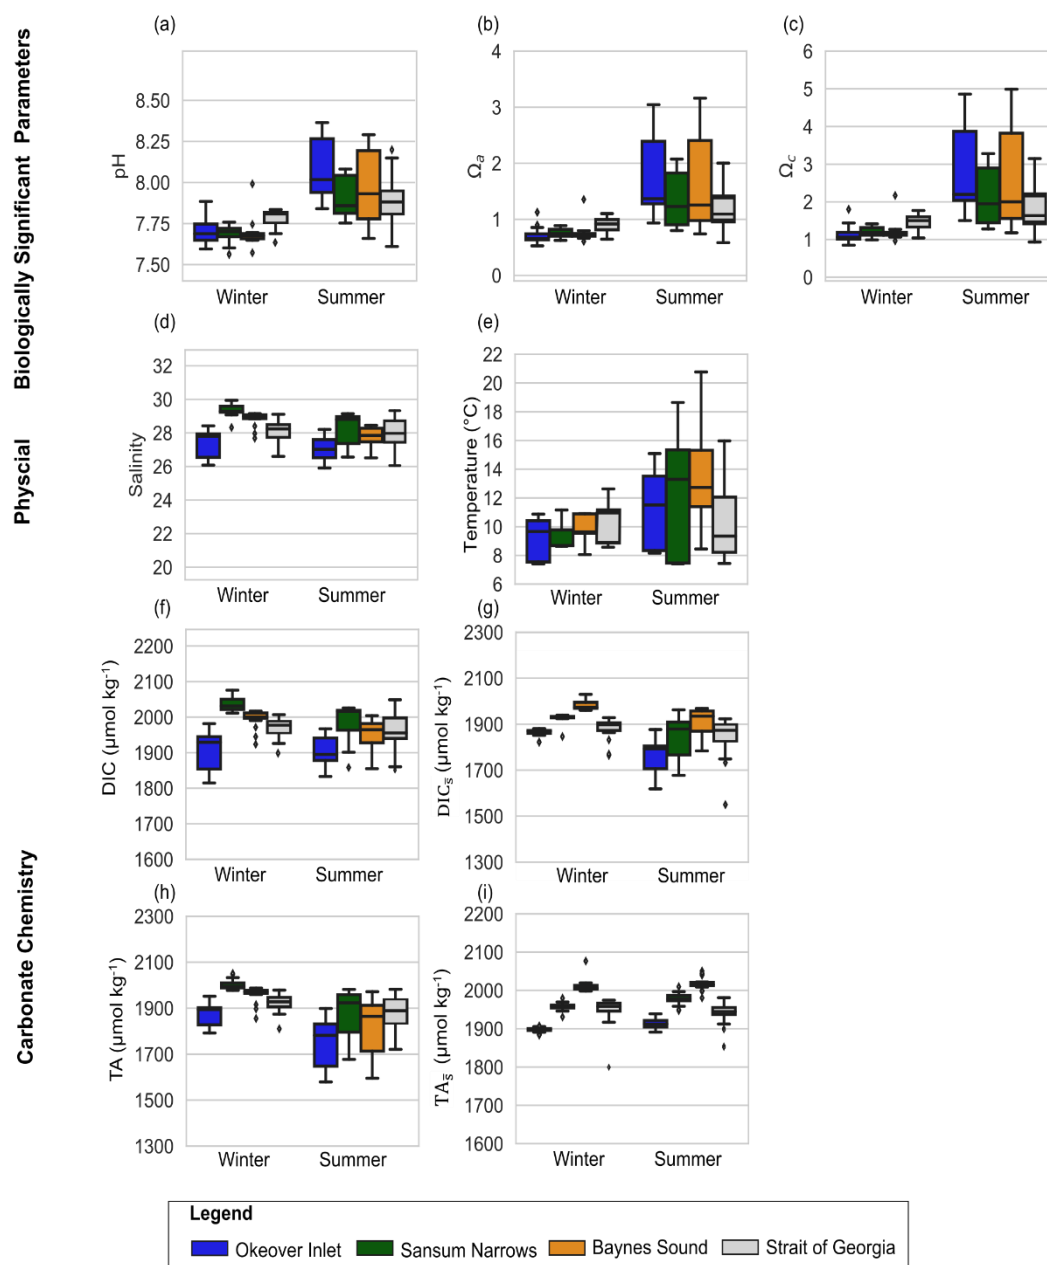 Biologically Significant Parameters
(a)
pH
8.50
8.25
8.00
7.75
7.50
Winter
Summer
(b)
Ωa
4
3
2
1
0
Winter
Summer
(c)
Ωc
6
5
4
3
2
1
0
Winter
Summer
Physcial
(d)
Salinity
32
30
28
26
24
22
20
Winter
Summer
(e)
Temperature (°C)
22
20
18
16
14
12
10
8
6
Winter
Summer
Carbonate Chemistry
(f)
DIC (µmol kg⁻¹)
2200
2100
2000
1900
1800
1700
1600
Winter
Summer
(g)
DICs̅ (µmol kg⁻¹)
2300
2100
1900
1700
1500
1300
Winter
Summer
(h)
TA (µmol kg⁻¹)
2300
2100
1900
1700
1500
1300
Winter
Summer
(i)
TAs̅ (µmol kg⁻¹)
2200
2100
2000
1900
1800
1700
1600
Winter
Summer
Legend
Okeover Inlet
Sansum Narrows
Baynes Sound
Strait of Georgia